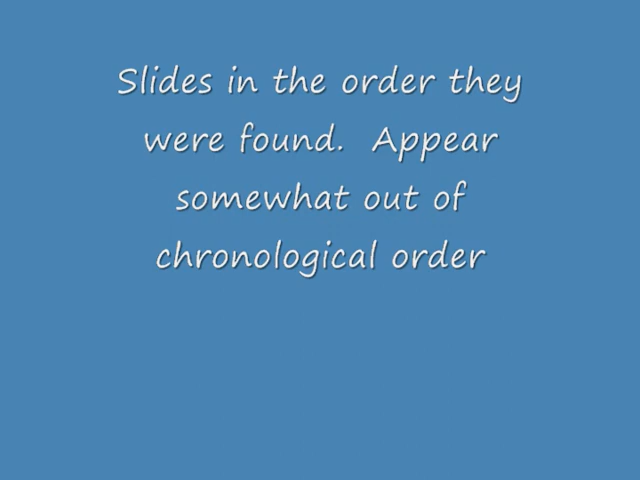 Slides in the order they
were found.  Appear
somewhat out of
chronological order